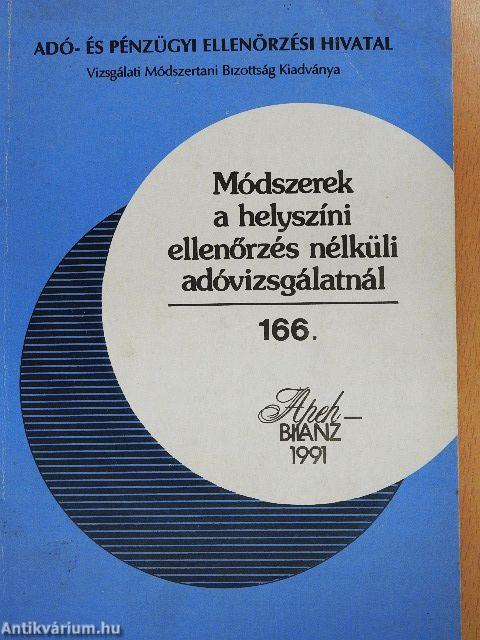 ADÓ- ÉS PÉNZÜGYI ELLENŐRZÉSI HIVATAL
Vizsgálati Módszertani Bizottság Kiadványa
Módszerek
a helyszíni
ellenőrzés nélküli
adóvizsgálatnál
166.
Apeh-
BILANZ
1991
Antikvárium.hu